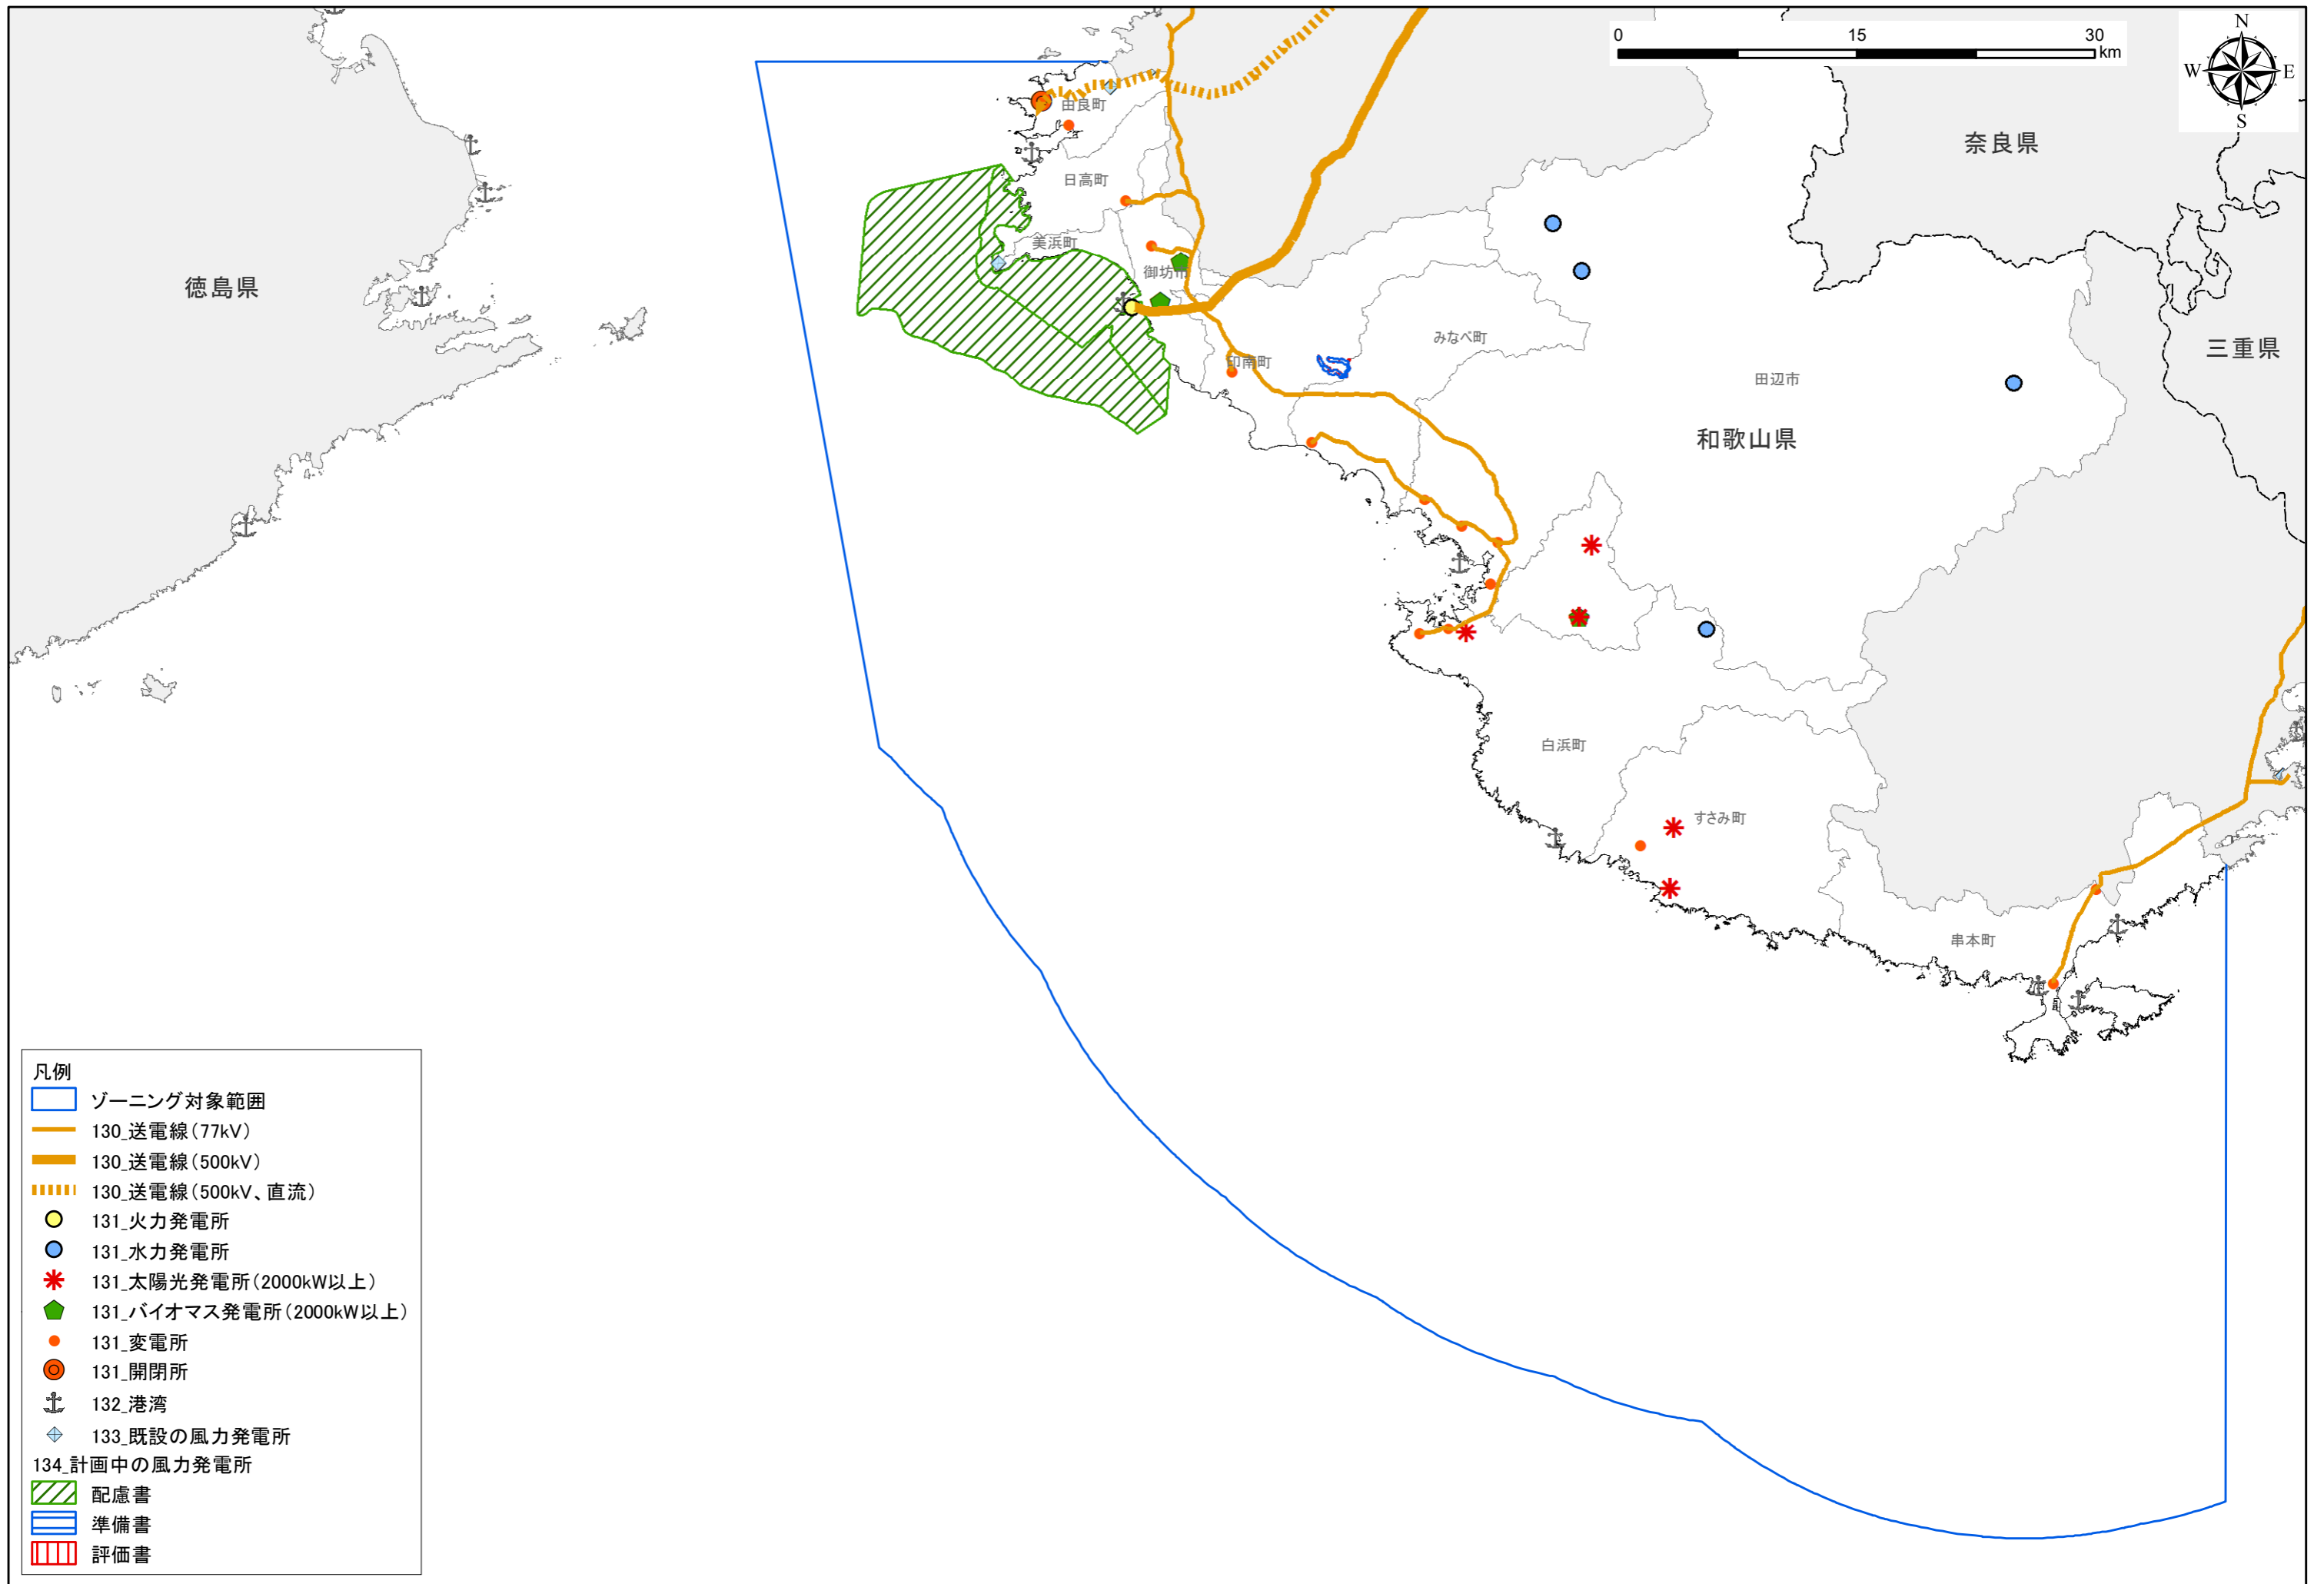 0 15 30
km
N
W E
S
奈良県
由良町
日高町
徳島県
美浜町
御坊市
三重県
みなべ町
印南町
田辺市
和歌山県
白浜町
すさみ町
串本町
凡例
ゾーニング対象範囲
130_送電線(77kV)
130_送電線(500kV)
130_送電線(500kV、直流)
131_火力発電所
131_水力発電所
131_太陽光発電所(2000kW以上)
131_バイオマス発電所(2000kW以上)
131_変電所
131_開閉所
132_港湾
133_既設の風力発電所
134_計画中の風力発電所
配慮書
準備書
評価書